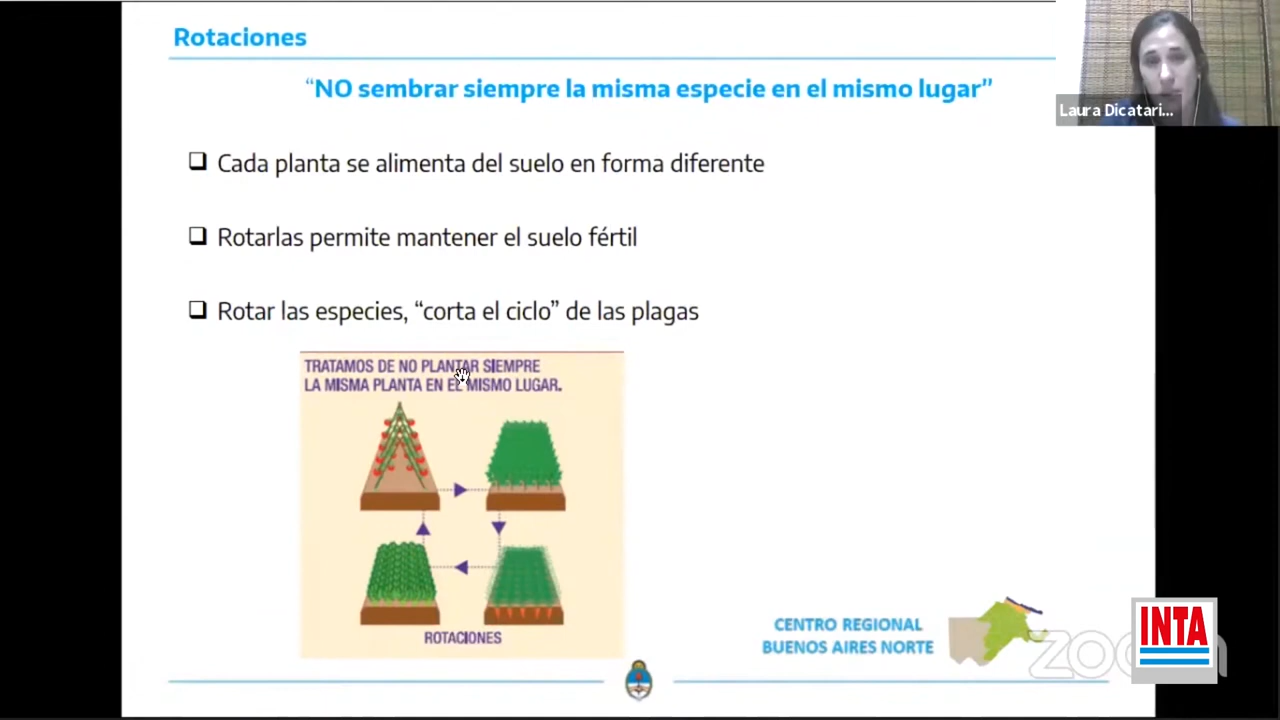 Rotaciones
“NO sembrar siempre la misma especie en el mismo lugar”
Laura Dicatari...
Cada planta se alimenta del suelo en forma diferente
Rotarlas permite mantener el suelo fértil
Rotar las especies, “corta el ciclo” de las plagas
TRATAMOS DE NO PLANTAR SIEMPRE
LA MISMA PLANTA EN EL MISMO LUGAR.
ROTACIONES
CENTRO REGIONAL
BUENOS AIRES NORTE
INTA